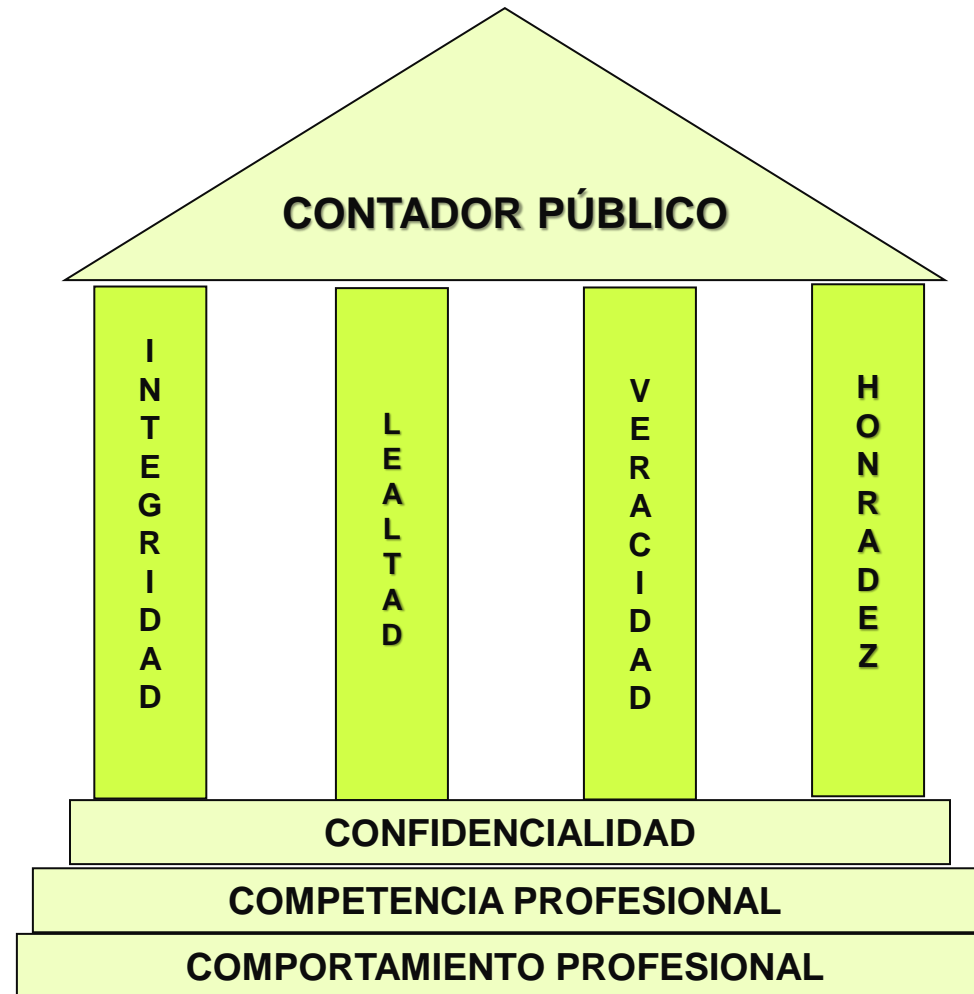 CONTADOR PÚBLICO
INTEGRIDAD
LEALTAD
VERACIDAD
HONRADEZ
CONFIDENCIALIDAD
COMPETENCIA PROFESIONAL
COMPORTAMIENTO PROFESIONAL